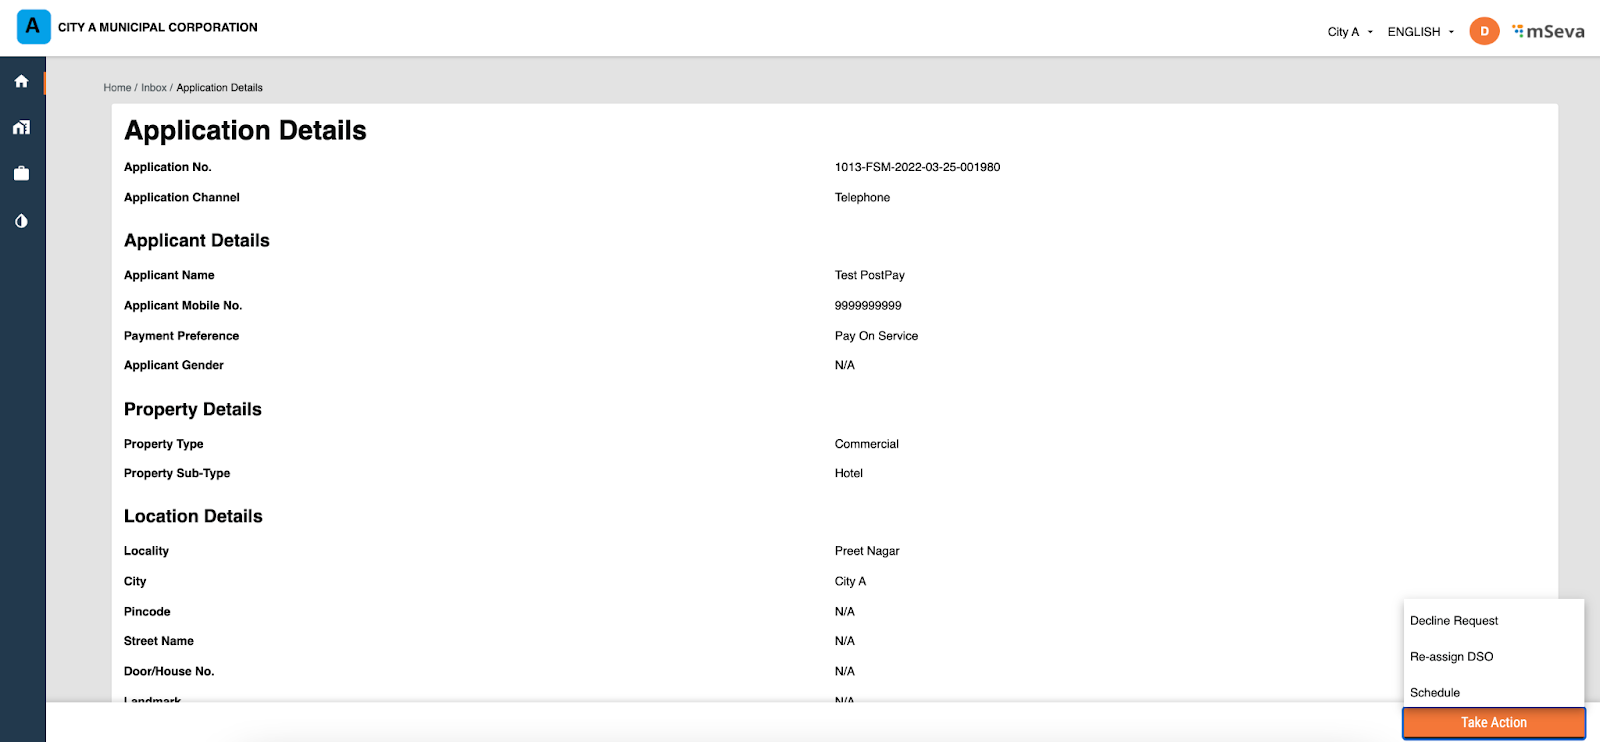 A CITY A MUNICIPAL CORPORATION City A ENGLISH D mSeva
Home / Inbox / Application Details
Application Details
Application No. 1013-FSM-2022-03-25-001980
Application Channel Telephone
Applicant Details
Applicant Name Test PostPay
Applicant Mobile No. 9999999999
Payment Preference Pay On Service
Applicant Gender N/A
Property Details
Property Type Commercial
Property Sub-Type Hotel
Location Details
Locality Preet Nagar
City City A
Pincode N/A
Street Name N/A
Door/House No. N/A
Landmark N/A
Decline Request
Re-assign DSO
Schedule
Take Action